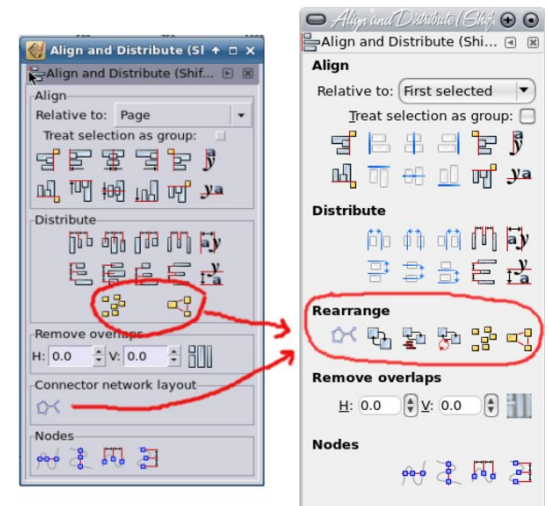 Align and Distribute (Sl
Align and Distribute (Shif...
Align
Relative to: Page
Treat selection as group:
Distribute
Remove overlaps
H: 0.0 V: 0.0
Connector network layout
Nodes
Align and Distribute (Shift
Align and Distribute (Shi...
Align
Relative to: First selected
Treat selection as group:
Distribute
Rearrange
Remove overlaps
H: 0.0 V: 0.0
Nodes